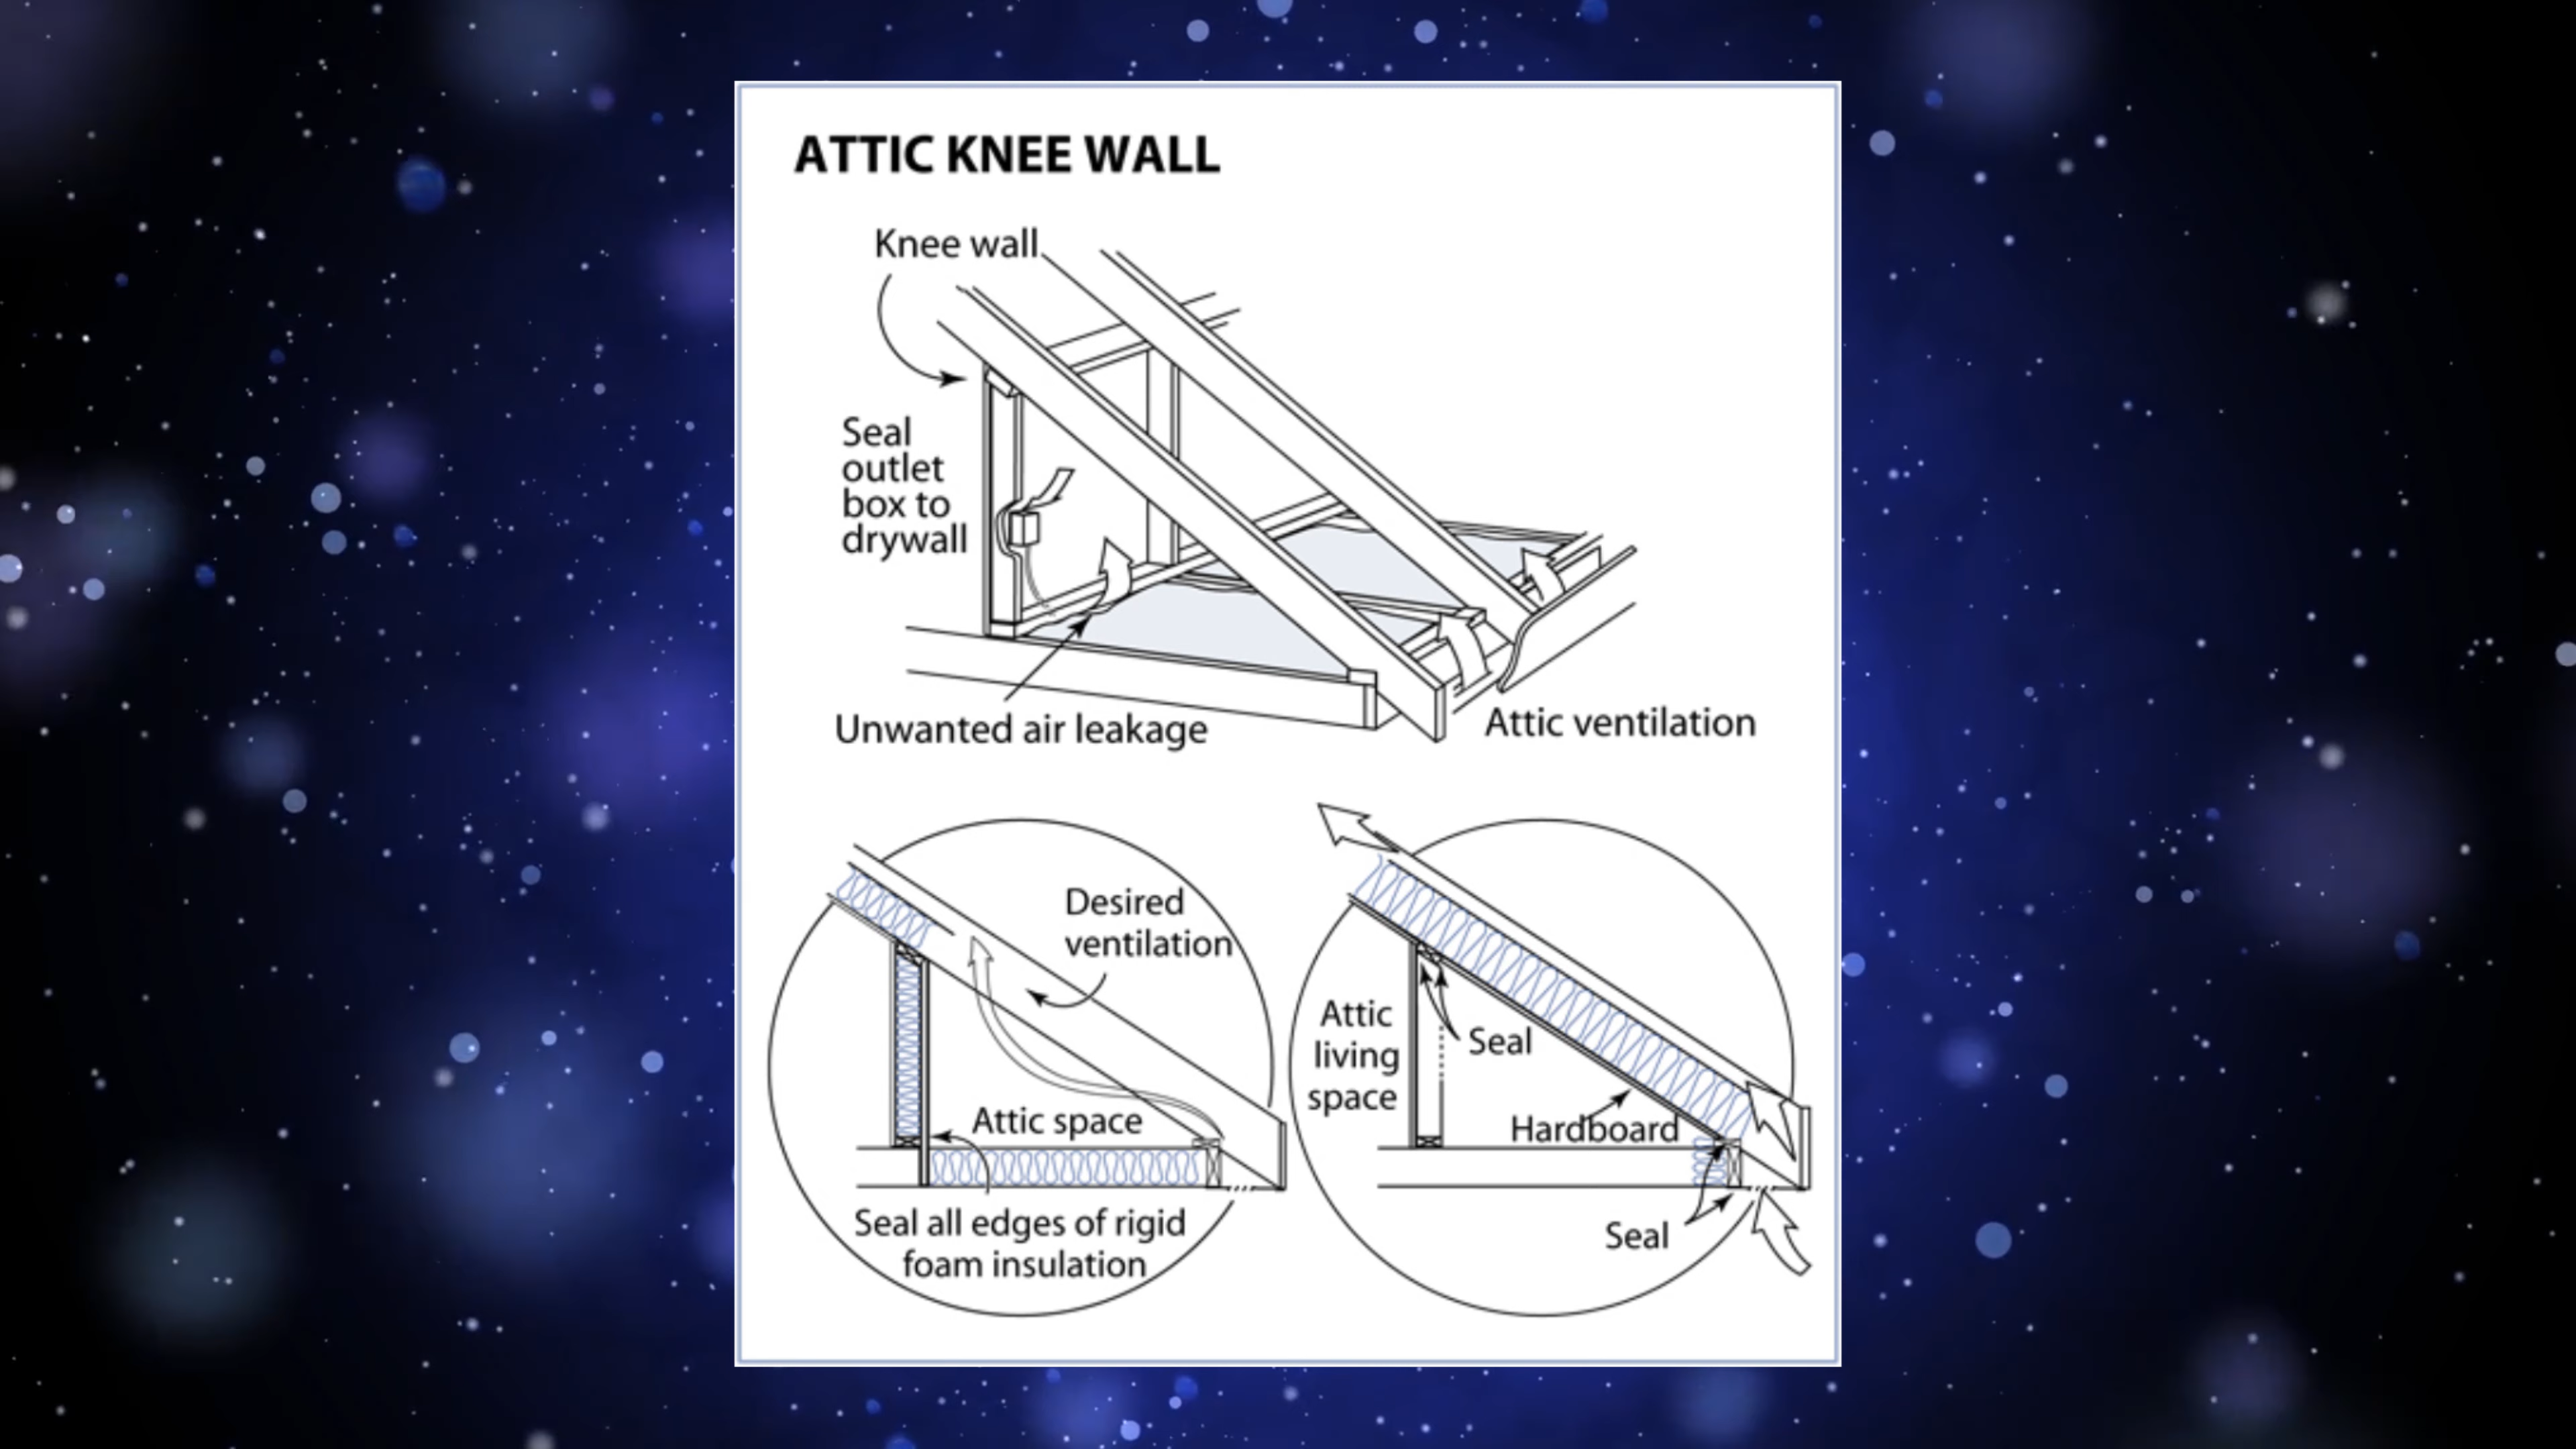 ATTIC KNEE WALL
Knee wall
Seal
outlet
box to
drywall
Unwanted air leakage
Attic ventilation
Desired
ventilation
Attic space
Seal all edges of rigid
foam insulation
Attic
living
space
Seal
Hardboard
Seal